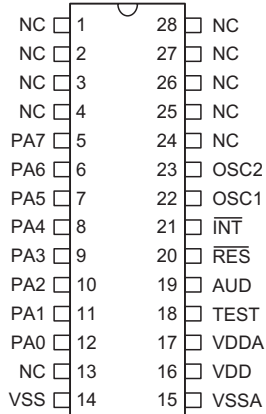 NC 1 28 NC
NC 2 27 NC
NC 3 26 NC
NC 4 25 NC
PA7 5 24 NC
PA6 6 23 OSC2
PA5 7 22 OSC1
PA4 8 21 INT
PA3 9 20 RES
PA2 10 19 AUD
PA1 11 18 TEST
PA0 12 17 VDDA
NC 13 16 VDD
VSS 14 15 VSSA